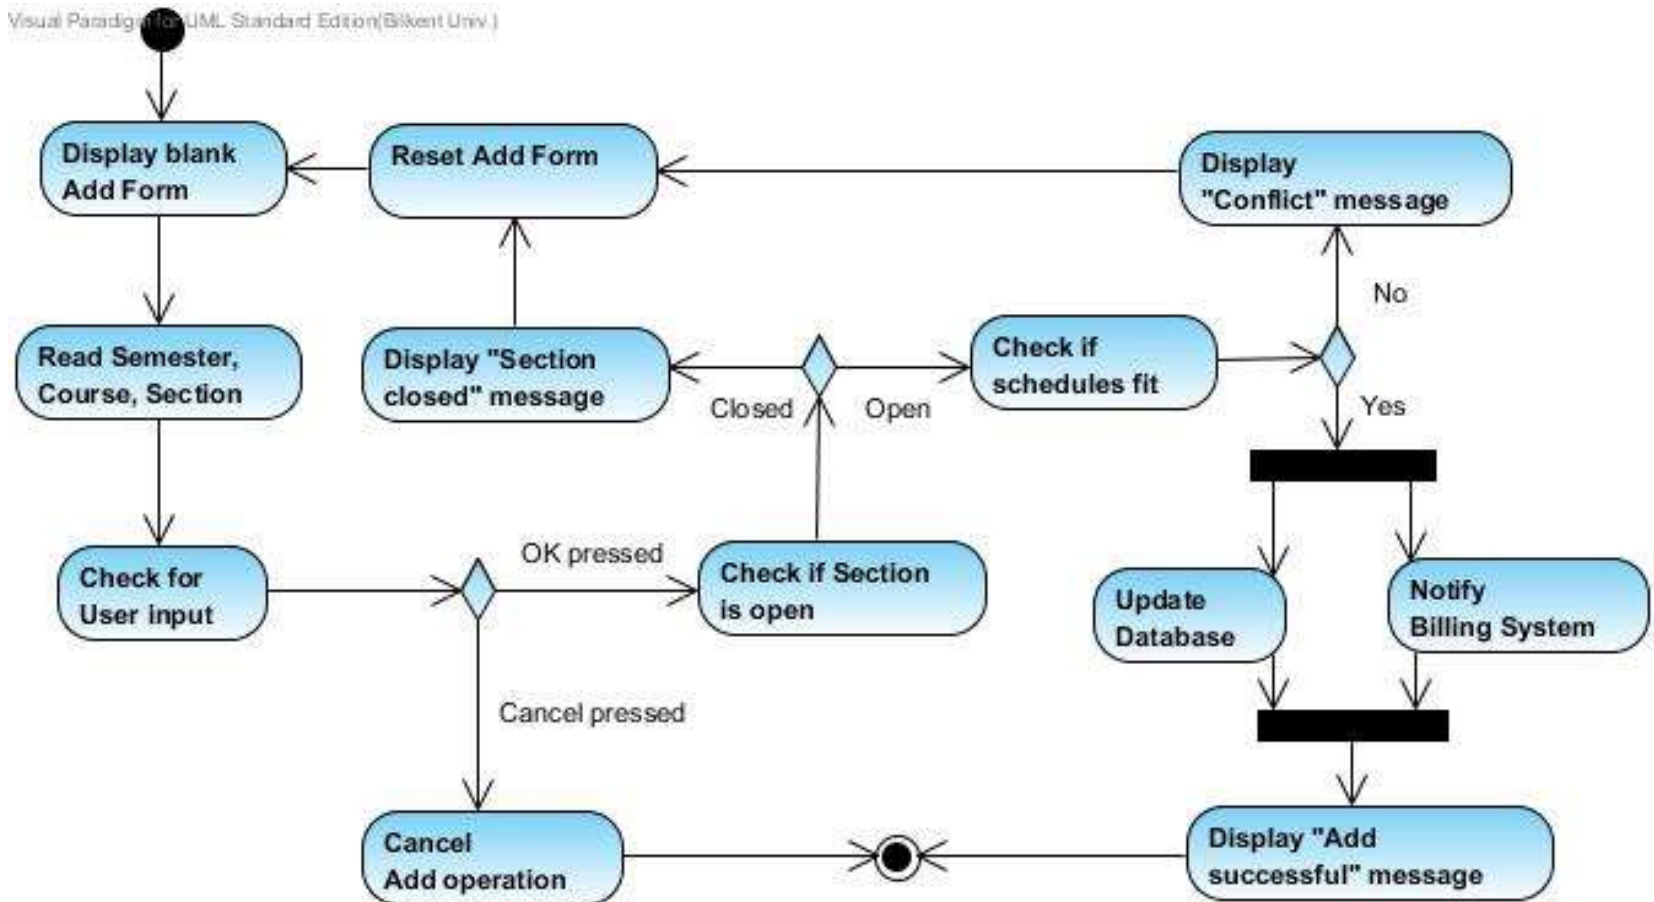 Visual Paradigm for UML Standard Edition(Bilkent Univ.)
Display blank
Add Form
Reset Add Form
Display
"Conflict" message
No
Read Semester,
Course, Section
Display "Section
closed" message
Closed
Open
Check if
schedules fit
Yes
Check for
User input
OK pressed
Check if Section
is open
Update
Database
Notify
Billing System
Cancel pressed
Cancel
Add operation
Display "Add
successful" message